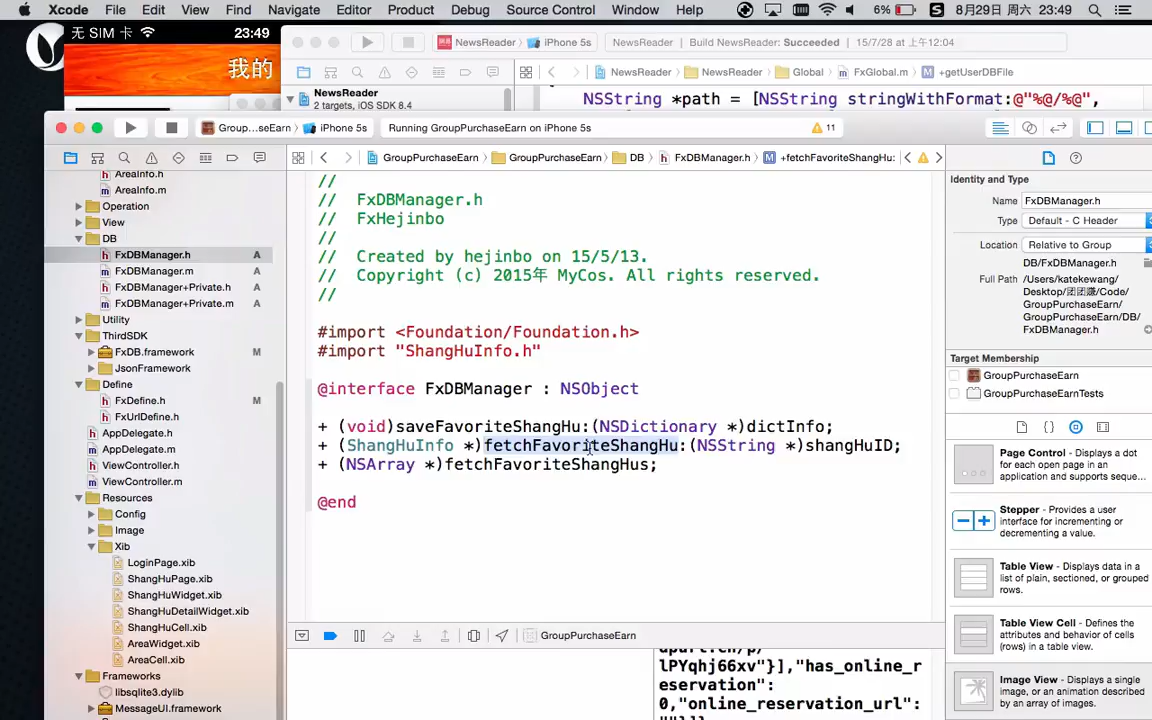 Xcode File Edit View Find Navigate Editor Product Debug Source Control Window Help 6% S 8月29日 周六 23:49
无 SIM 卡 23:49
我的
NewsReader iPhone 5s NewsReader | Build NewsReader: Succeeded | 15/7/28 at 上午12:04
NewsReader
2 targets, iOS SDK 8.4
NewsReader NewsReader Global FxGlobal.m +getUserDBFile
NSString *path = [NSString stringWithFormat:@"%@/%@",
Group...seEarn iPhone 5s Running GroupPurchaseEarn on iPhone 5s 11
GroupPurchaseEarn GroupPurchaseEarn DB FxDBManager.h +fetchFavoriteShangHu:
AreaInfo.h
AreaInfo.m
Operation
View
DB
FxDBManager.h A
FxDBManager.m A
FxDBManager+Private.h A
FxDBManager+Private.m A
Utility
ThirdSDK
FxDB.framework M
JsonFramework
Define
FxDefine.h M
FxUrlDefine.h
AppDelegate.h
AppDelegate.m
ViewController.h
ViewController.m
Resources
Config
Image
Xib
LoginPage.xib
ShangHuPage.xib
ShangHuWidget.xib
ShangHuDetailWidget.xib
ShangHuCell.xib
AreaWidget.xib
AreaCell.xib
Frameworks
libsqlite3.dylib
MessageUI.framework
//
// FxDBManager.h
// FxHejinbo
//
// Created by hejinbo on 15/5/13.
// Copyright (c) 2015年 MyCos. All rights reserved.
//
#import <Foundation/Foundation.h>
#import "ShangHuInfo.h"
@interface FxDBManager : NSObject
+ (void)saveFavoriteShangHu:(NSDictionary *)dictInfo;
+ (ShangHuInfo *)fetchFavoriteShangHu:(NSString *)shangHuID;
+ (NSArray *)fetchFavoriteShangHus;
@end
GroupPurchaseEarn
lPYqhj66xv"}],"has_online_r
eservation":
0,"online_reservation_url":
Identity and Type
Name FxDBManager.h
Type Default - C Header
Location Relative to Group
DB/FxDBManager.h
Full Path /Users/katekewang/
Desktop/团团赚/Code/
GroupPurchaseEarn/
GroupPurchaseEarn/DB/
FxDBManager.h
Target Membership
GroupPurchaseEarn
GroupPurchaseEarnTests
Page Control - Displays a dot
for each open page in an
application and supports seque...
Stepper - Provides a user
interface for incrementing or
decrementing a value.
Table View - Displays data in a
list of plain, sectioned, or grouped
rows.
Table View Cell - Defines the
attributes and behavior of cells
(rows) in a table view.
Image View - Displays a single
image, or an animation described
by an array of images.